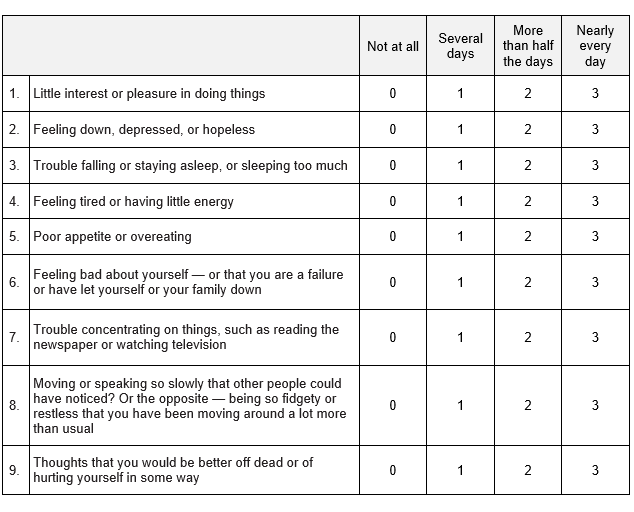 Not at all
Several
days
More
than half
the days
Nearly
every
day
1. Little interest or pleasure in doing things 0 1 2 3
2. Feeling down, depressed, or hopeless 0 1 2 3
3. Trouble falling or staying asleep, or sleeping too much 0 1 2 3
4. Feeling tired or having little energy 0 1 2 3
5. Poor appetite or overeating 0 1 2 3
6. Feeling bad about yourself — or that you are a failure
or have let yourself or your family down 0 1 2 3
7. Trouble concentrating on things, such as reading the
newspaper or watching television 0 1 2 3
8. Moving or speaking so slowly that other people could
have noticed? Or the opposite — being so fidgety or
restless that you have been moving around a lot more
than usual 0 1 2 3
9. Thoughts that you would be better off dead or of
hurting yourself in some way 0 1 2 3